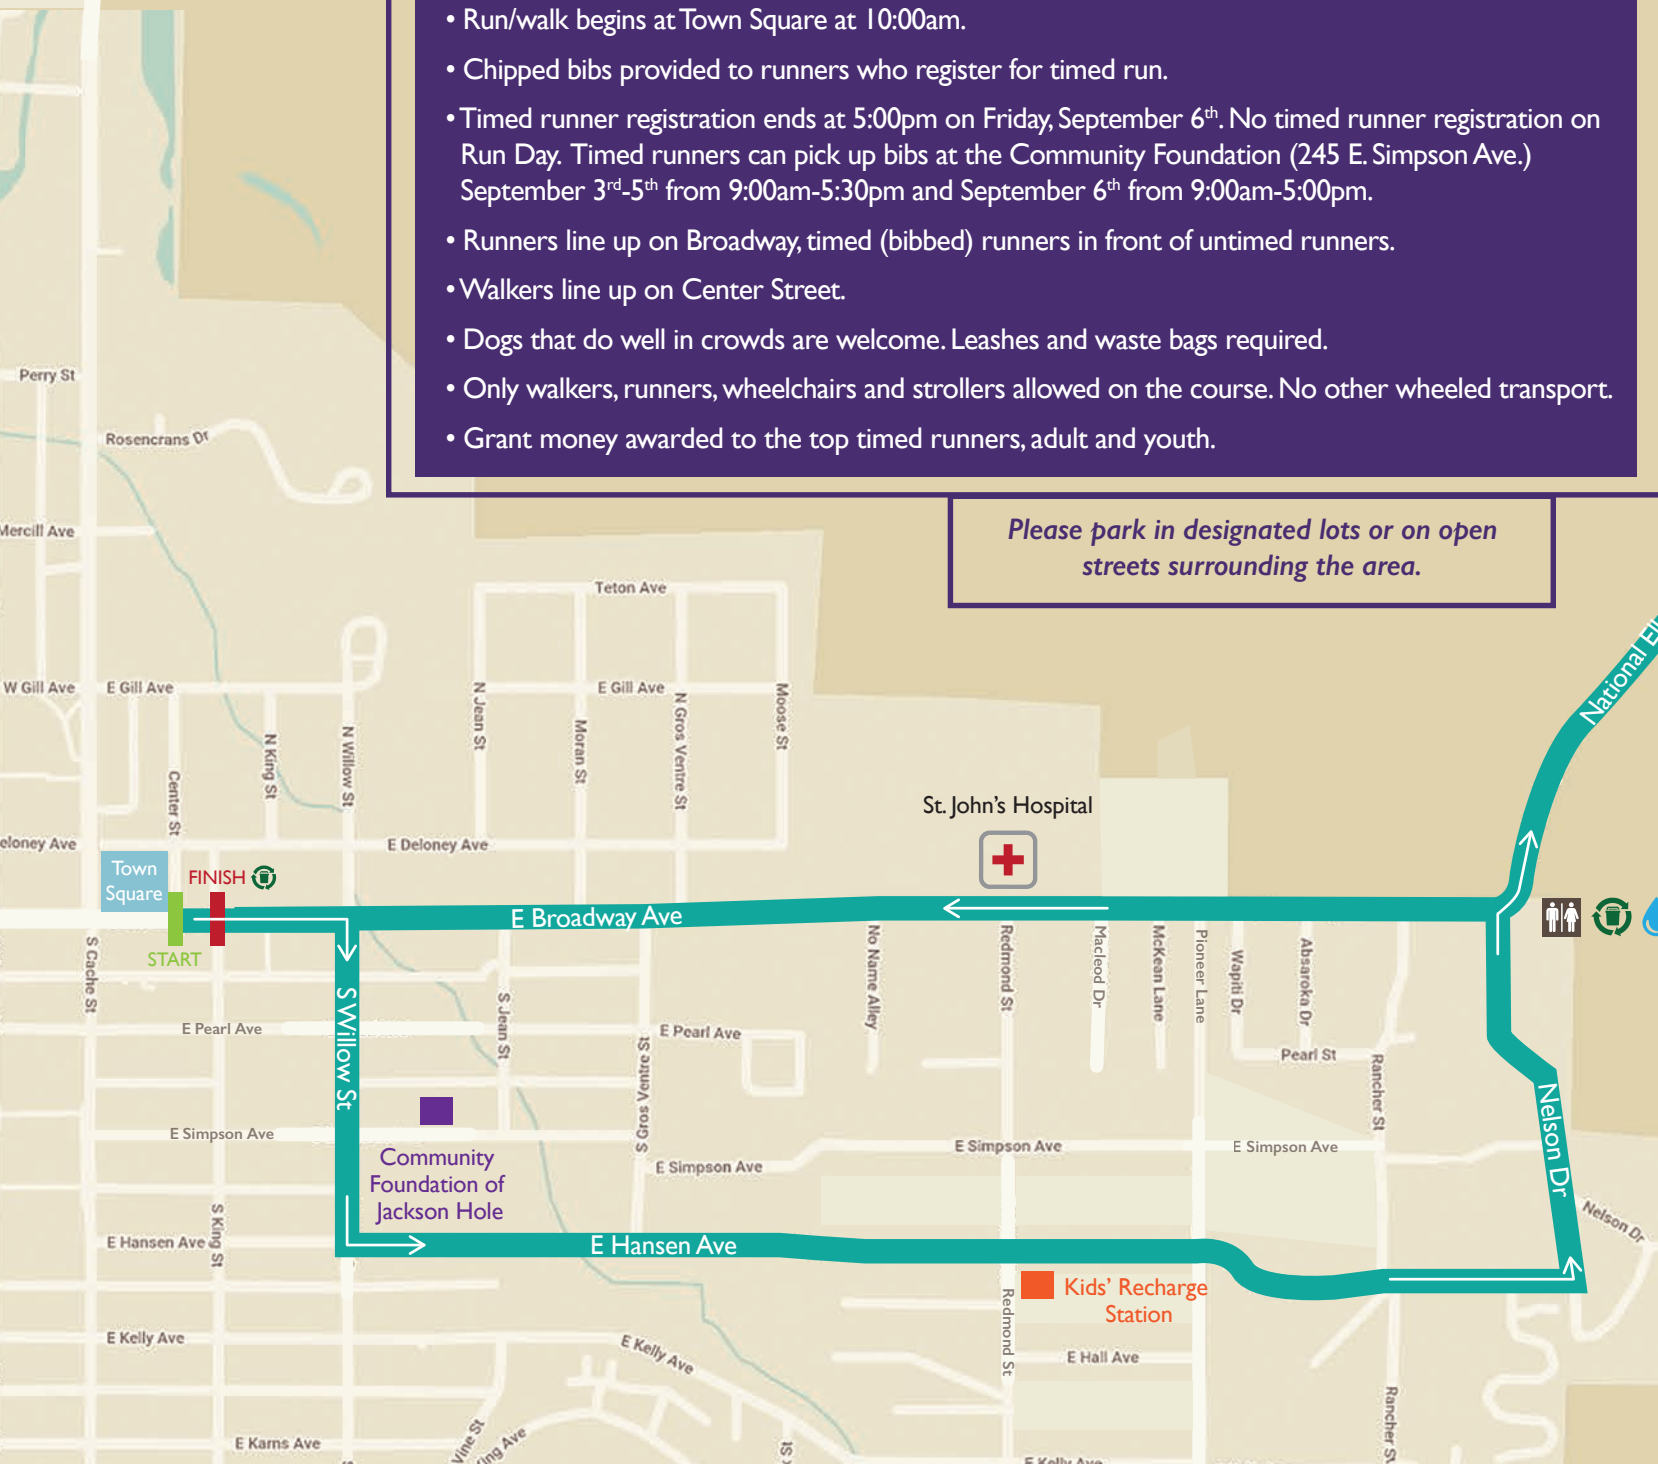 • Run/walk begins at Town Square at 10:00am.
• Chipped bibs provided to runners who register for timed run.
• Timed runner registration ends at 5:00pm on Friday, September 6th. No timed runner registration on
Run Day. Timed runners can pick up bibs at the Community Foundation (245 E. Simpson Ave.)
September 3rd-5th from 9:00am-5:30pm and September 6th from 9:00am-5:00pm.
• Runners line up on Broadway, timed (bibbed) runners in front of untimed runners.
• Walkers line up on Center Street.
• Dogs that do well in crowds are welcome. Leashes and waste bags required.
• Only walkers, runners, wheelchairs and strollers allowed on the course. No other wheeled transport.
• Grant money awarded to the top timed runners, adult and youth.
Please park in designated lots or on open
streets surrounding the area.
Perry St
Rosencrans Dr
Mercill Ave
Teton Ave
National
W Gill Ave
E Gill Ave
E Gill Ave
N Jean St
Moran St
N Gros Ventre St
Moose St
N King St
N Willow St
Center St
St. John's Hospital
eloney Ave
E Deloney Ave
Town
Square
FINISH
START
E Broadway Ave
S Cache St
S Willow St
S Jean St
No Name Alley
Redmond St
Macleod Dr
McKean Lane
Pioneer Lane
Wapiti Dr
Absaroka Dr
E Pearl Ave
E Pearl Ave
Pearl St
Rancher St
S Gros Ventre St
Nelson Dr
E Simpson Ave
E Simpson Ave
E Simpson Ave
E Simpson Ave
Community
Foundation of
Jackson Hole
Nelson Dr
S King St
E Hansen Ave
E Hansen Ave
Kids' Recharge
Station
Redmond St
E Kelly Ave
E Kelly Ave
E Hall Ave
Rancher St
E Karns Ave
Vine St
King Ave
St
E Kelly Ave